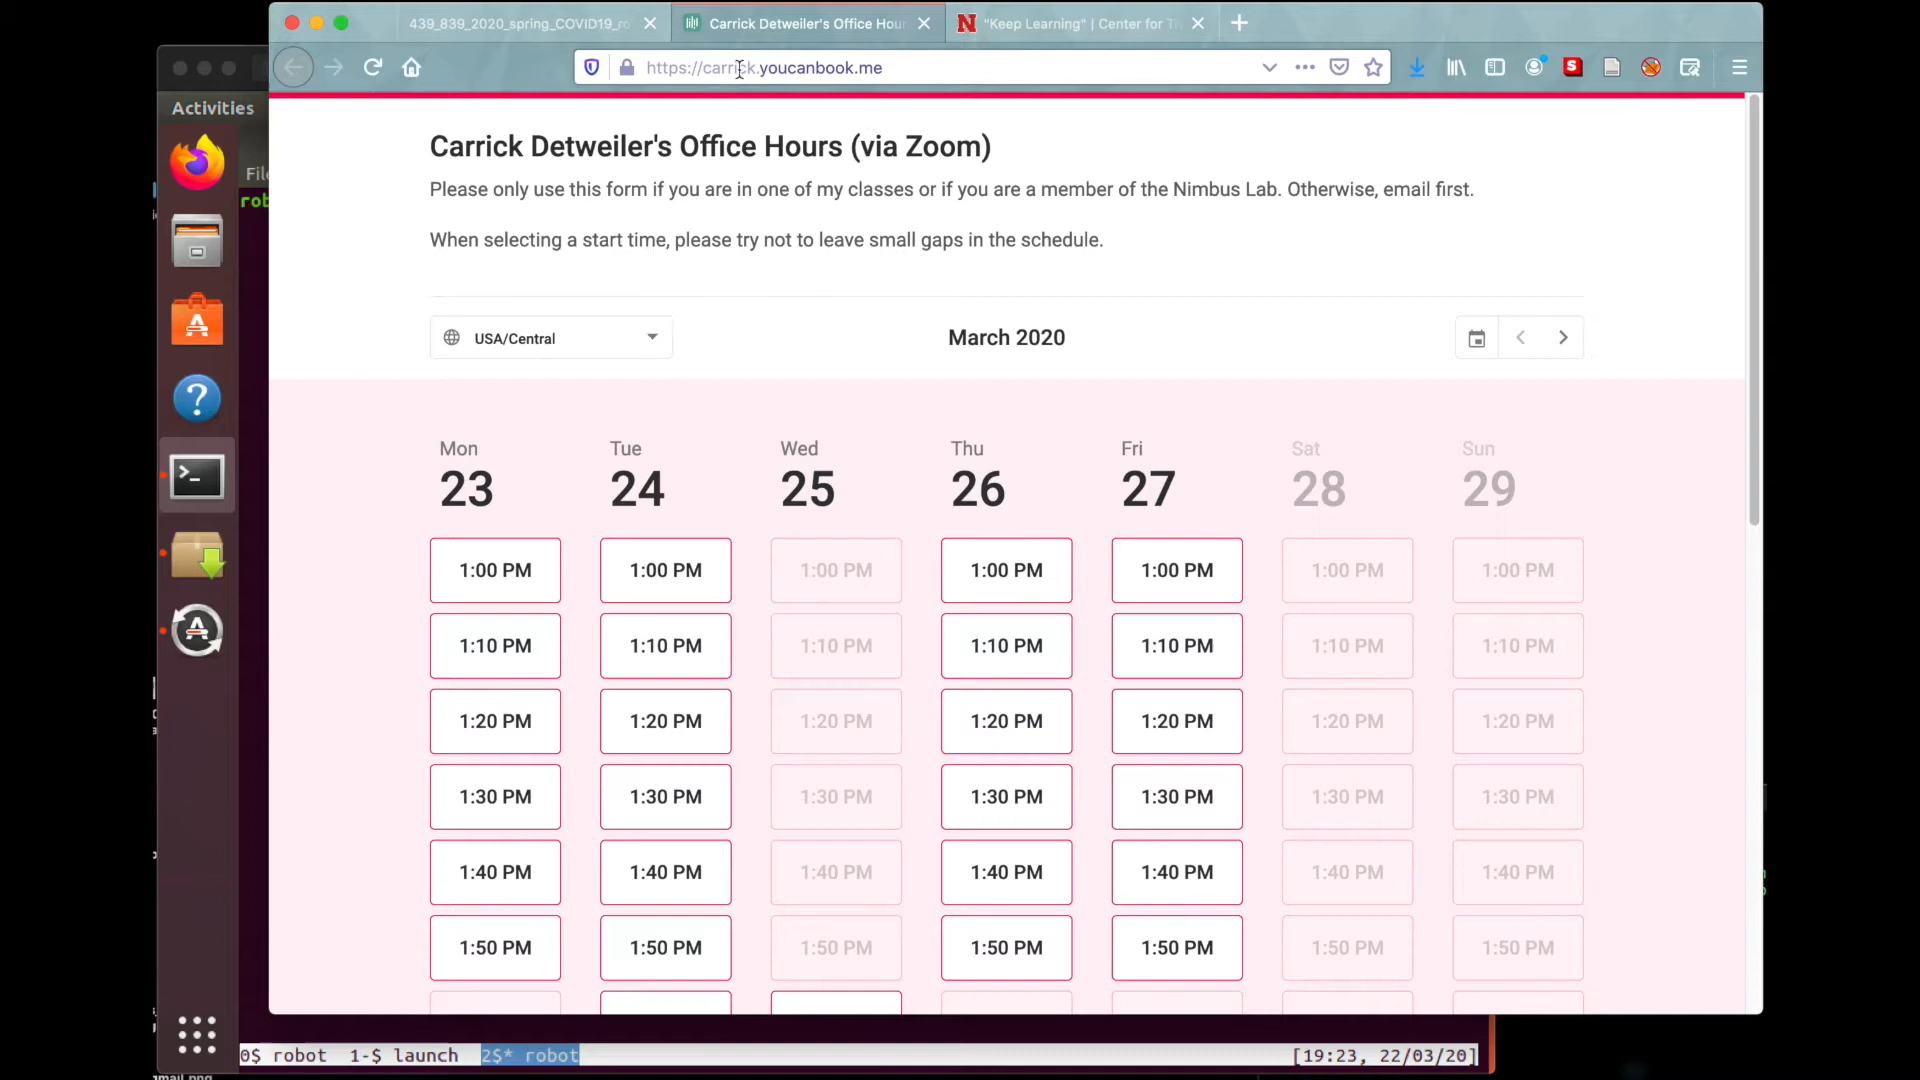 439_839_2020_spring_COVID19_ro
Carrick Detweiler's Office Hour
N "Keep Learning" | Center for T
https://carrick.youcanbook.me
S
Activities
File
rob
Carrick Detweiler's Office Hours (via Zoom)
Please only use this form if you are in one of my classes or if you are a member of the Nimbus Lab. Otherwise, email first.
When selecting a start time, please try not to leave small gaps in the schedule.
USA/Central
March 2020
Mon Tue Wed Thu Fri Sat Sun
23 24 25 26 27 28 29
1:00 PM 1:00 PM 1:00 PM 1:00 PM 1:00 PM 1:00 PM 1:00 PM
1:10 PM 1:10 PM 1:10 PM 1:10 PM 1:10 PM 1:10 PM 1:10 PM
1:20 PM 1:20 PM 1:20 PM 1:20 PM 1:20 PM 1:20 PM 1:20 PM
1:30 PM 1:30 PM 1:30 PM 1:30 PM 1:30 PM 1:30 PM 1:30 PM
1:40 PM 1:40 PM 1:40 PM 1:40 PM 1:40 PM 1:40 PM 1:40 PM
1:50 PM 1:50 PM 1:50 PM 1:50 PM 1:50 PM 1:50 PM 1:50 PM
0$ robot 1-$ launch 2$* robot [19:23, 22/03/20]